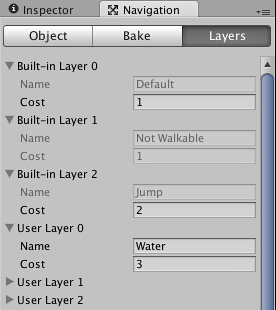 Inspector Navigation
Object Bake Layers
Built-in Layer 0
Name Default
Cost 1
Built-in Layer 1
Name Not Walkable
Cost 1
Built-in Layer 2
Name Jump
Cost 2
User Layer 0
Name Water
Cost 3
User Layer 1
User Layer 2